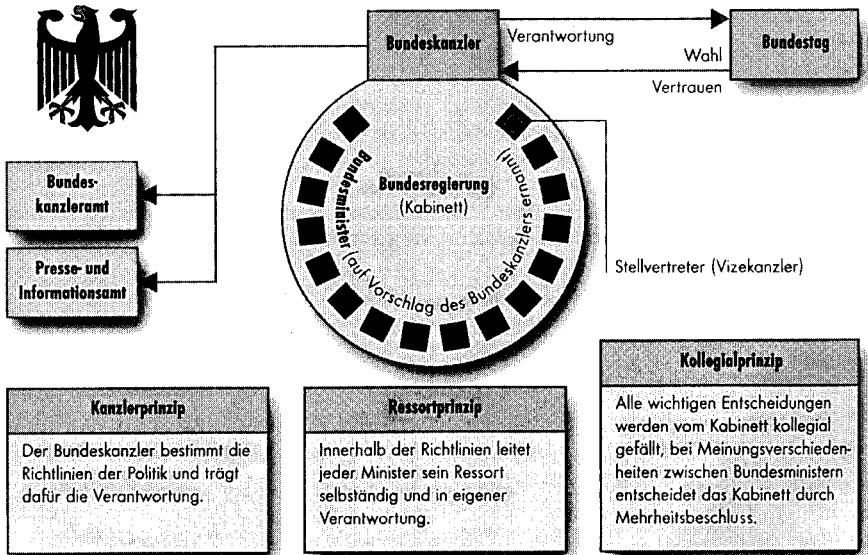 Bundeskanzler
Verantwortung
Wahl
Vertrauen
Bundestag
Bundes-
kanzleramt
Presse- und
Informationsamt
Bundesregierung
(Kabinett)
Bundesminister (auf Vorschlag des Bundeskanzlers ernannt)
Stellvertreter (Vizekanzler)
Kanzlerprinzip
Der Bundeskanzler bestimmt die
Richtlinien der Politik und trägt
dafür die Verantwortung.
Ressortprinzip
Innerhalb der Richtlinien leitet
jeder Minister sein Ressort
selbständig und in eigener
Verantwortung.
Kollegialprinzip
Alle wichtigen Entscheidungen
werden vom Kabinett kollegial
gefällt, bei Meinungsverschieden-
heiten zwischen Bundesministern
entscheidet das Kabinett durch
Mehrheitsbeschluss.